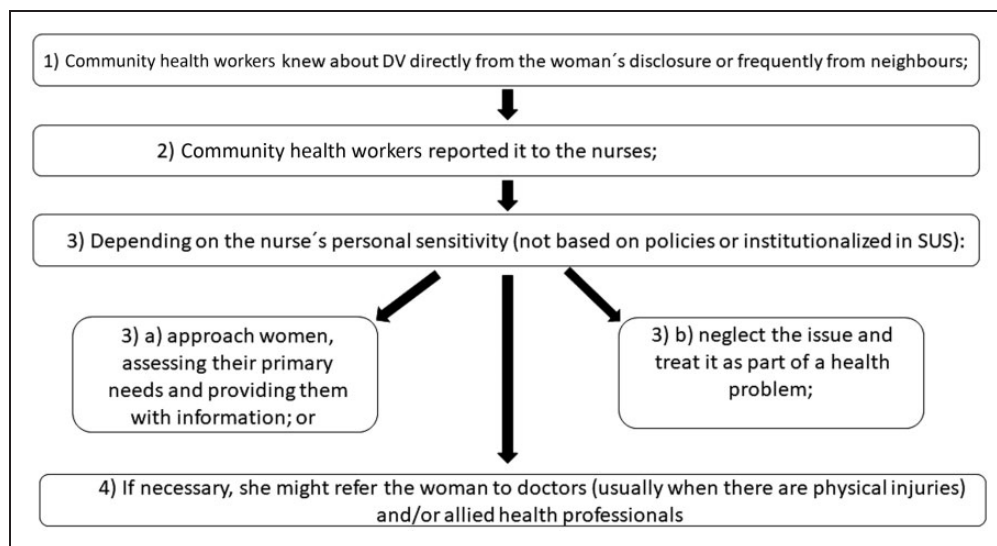 1) Community health workers knew about DV directly from the woman´s disclosure or frequently from neighbours;
2) Community health workers reported it to the nurses;
3) Depending on the nurse´s personal sensitivity (not based on policies or institutionalized in SUS):
3) a) approach women,
assessing their primary
needs and providing them
with information; or
3) b) neglect the issue and
treat it as part of a health
problem;
4) If necessary, she might refer the woman to doctors (usually when there are physical injuries)
and/or allied health professionals